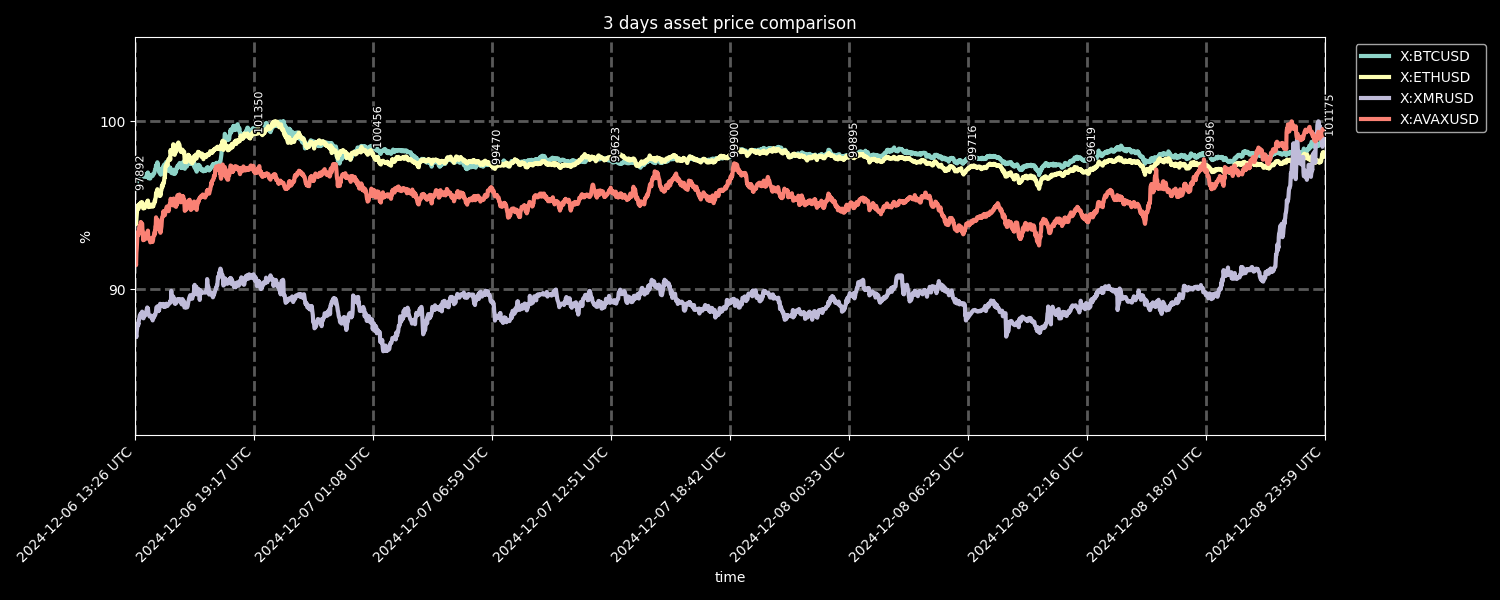 3 days asset price comparison
X:BTCUSD
X:ETHUSD
X:XMRUSD
X:AVAXUSD
%
100
90
97892
101350
100456
99470
99623
99900
99895
99716
99619
99956
101175
2024-12-06 13:26 UTC
2024-12-06 19:17 UTC
2024-12-07 01:08 UTC
2024-12-07 06:59 UTC
2024-12-07 12:51 UTC
2024-12-07 18:42 UTC
2024-12-08 00:33 UTC
2024-12-08 06:25 UTC
2024-12-08 12:16 UTC
2024-12-08 18:07 UTC
2024-12-08 23:59 UTC
time